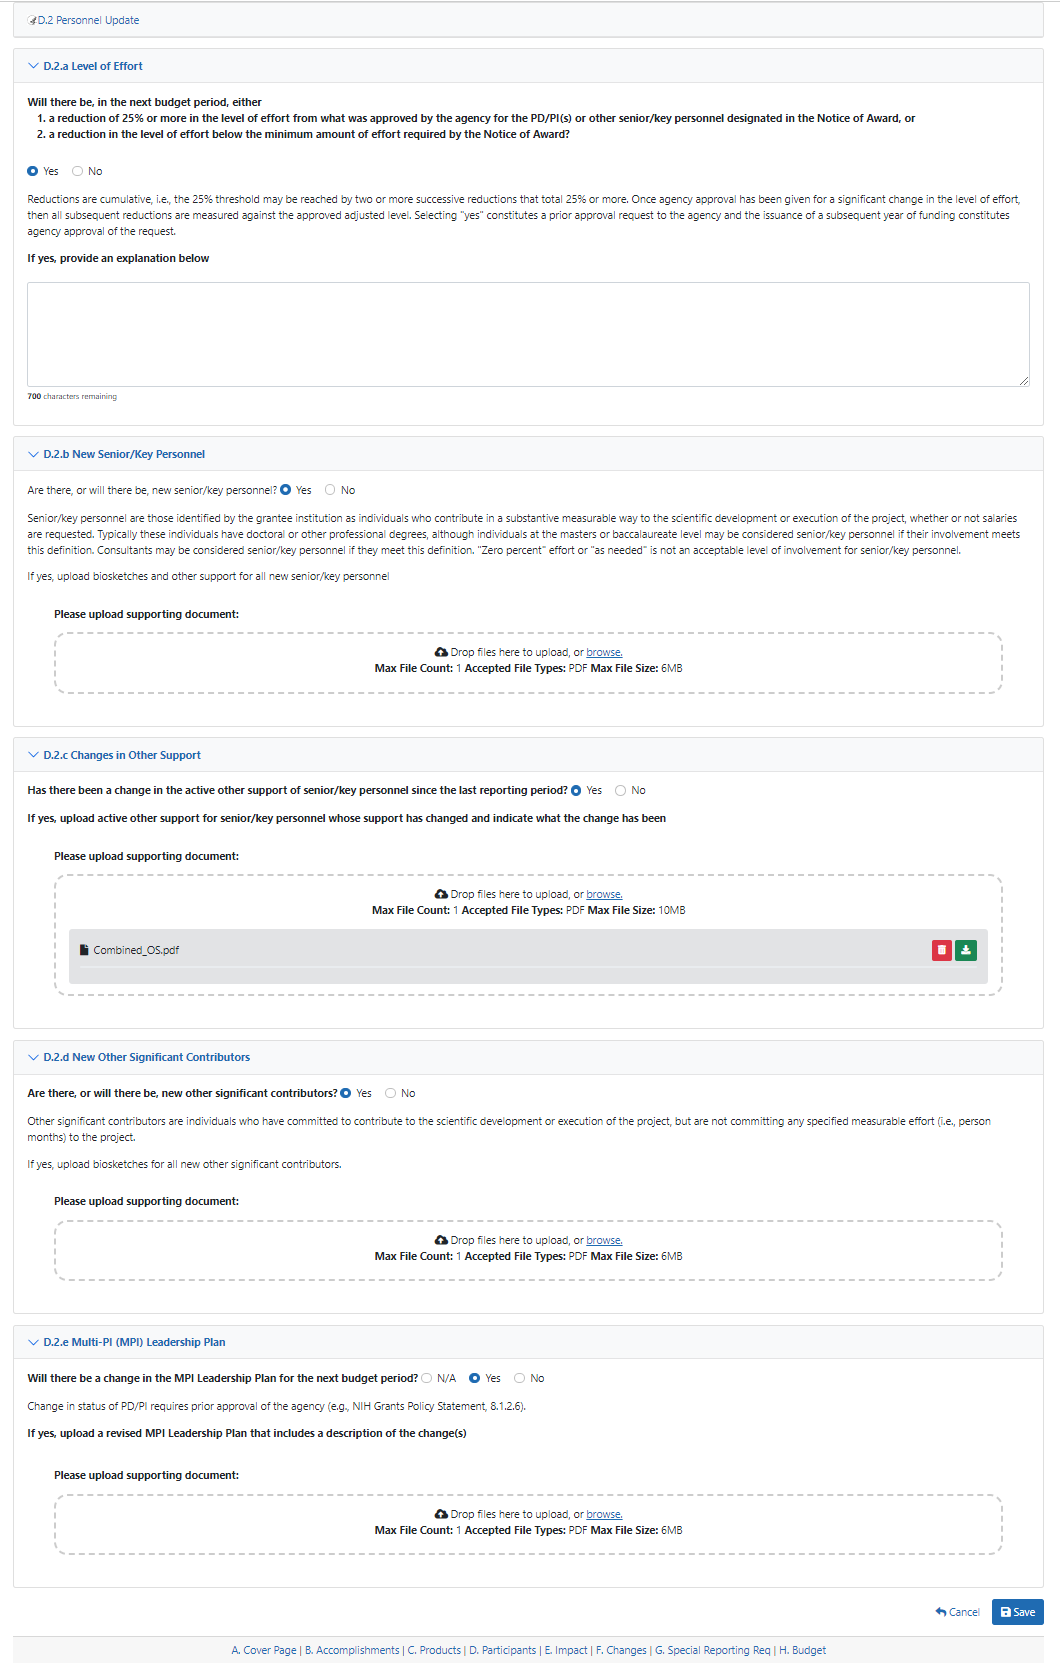 D.2 Personnel Update
D.2.a Level of Effort
Will there be, in the next budget period, either
1. a reduction of 25% or more in the level of effort from what was approved by the agency for the PD/PI(s) or other senior/key personnel designated in the Notice of Award, or
2. a reduction in the level of effort below the minimum amount of effort required by the Notice of Award?
Yes No
Reductions are cumulative, i.e., the 25% threshold may be reached by two or more successive reductions that total 25% or more. Once agency approval has been given for a significant change in the level of effort,
then all subsequent reductions are measured against the approved adjusted level. Selecting "yes" constitutes a prior approval request to the agency and the issuance of a subsequent year of funding constitutes
agency approval of the request.
If yes, provide an explanation below
700 characters remaining
D.2.b New Senior/Key Personnel
Are there, or will there be, new senior/key personnel? Yes No
Senior/key personnel are those identified by the grantee institution as individuals who contribute in a substantive measurable way to the scientific development or execution of the project, whether or not salaries
are requested. Typically these individuals have doctoral or other professional degrees, although individuals at the masters or baccalaureate level may be considered senior/key personnel if their involvement meets
this definition. Consultants may be considered senior/key personnel if they meet this definition. "Zero percent" effort or "as needed" is not an acceptable level of involvement for senior/key personnel.
If yes, upload biosketches and other support for all new senior/key personnel
Please upload supporting document:
Drop files here to upload, or browse.
Max File Count: 1 Accepted File Types: PDF Max File Size: 6MB
D.2.c Changes in Other Support
Has there been a change in the active other support of senior/key personnel since the last reporting period? Yes No
If yes, upload active other support for senior/key personnel whose support has changed and indicate what the change has been
Please upload supporting document:
Drop files here to upload, or browse.
Max File Count: 1 Accepted File Types: PDF Max File Size: 10MB
Combined_OS.pdf
D.2.d New Other Significant Contributors
Are there, or will there be, new other significant contributors? Yes No
Other significant contributors are individuals who have committed to contribute to the scientific development or execution of the project, but are not committing any specified measurable effort (i.e., person
months) to the project.
If yes, upload biosketches for all new other significant contributors.
Please upload supporting document:
Drop files here to upload, or browse.
Max File Count: 1 Accepted File Types: PDF Max File Size: 6MB
D.2.e Multi-PI (MPI) Leadership Plan
Will there be a change in the MPI Leadership Plan for the next budget period? N/A Yes No
Change in status of PD/PI requires prior approval of the agency (e.g., NIH Grants Policy Statement, 8.1.2.6).
If yes, upload a revised MPI Leadership Plan that includes a description of the change(s)
Please upload supporting document:
Drop files here to upload, or browse.
Max File Count: 1 Accepted File Types: PDF Max File Size: 6MB
Cancel Save
A. Cover Page | B. Accomplishments | C. Products | D. Participants | E. Impact | F. Changes | G. Special Reporting Req | H. Budget